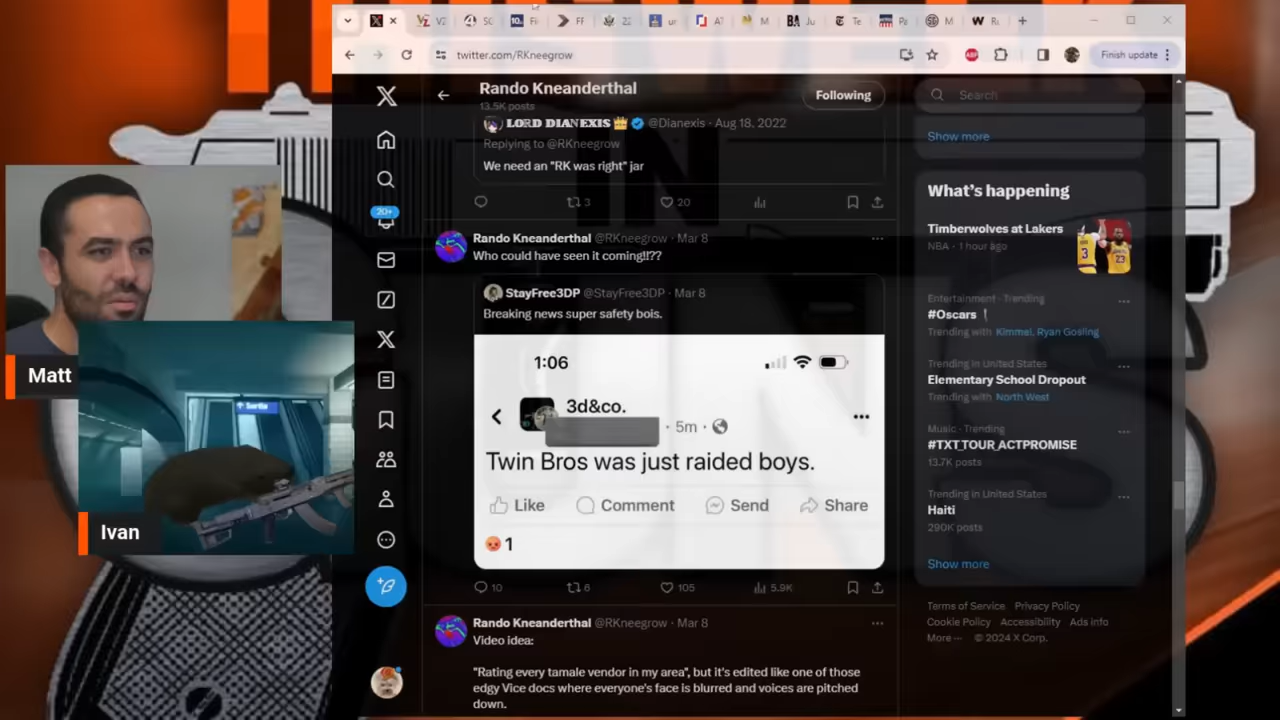 twitter.com/RKneegrow
Finish update
Rando Kneanderthal
13.5K posts
Following
Search
LORD DIANEXIS 👑 @Dianexis · Aug 18, 2022
Replying to @RKneegrow
We need an "RK was right" jar
3
20
Show more
What's happening
Timberwolves at Lakers
NBA · 1 hour ago
Entertainment · Trending
#Oscars
Trending with Kimmel, Ryan Gosling
Trending in United States
Elementary School Dropout
Trending with North West
Music · Trending
#TXT_TOUR_ACTPROMISE
13.7K posts
Trending in United States
Haiti
290K posts
Show more
Terms of Service Privacy Policy
Cookie Policy Accessibility Ads info
More ··· © 2024 X Corp.
20+
Rando Kneanderthal @RKneegrow · Mar 8
Who could have seen it coming!!??
StayFree3DP @StayFree3DP · Mar 8
Breaking news super safety bois.
1:06
3d&co.
· 5m ·
Twin Bros was just raided boys.
Like Comment Send Share
😡 1
10
6
105
5.9K
Rando Kneanderthal @RKneegrow · Mar 8
Video idea:
"Rating every tamale vendor in my area", but it's edited like one of those
edgy Vice docs where everyone's face is blurred and voices are pitched
down.
Matt
Ivan